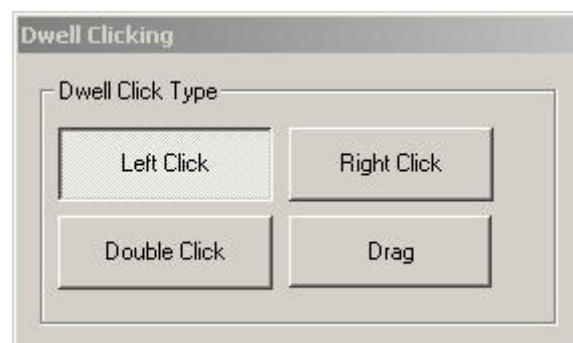 Dwell Clicking
Dwell Click Type
Left Click
Right Click
Double Click
Drag